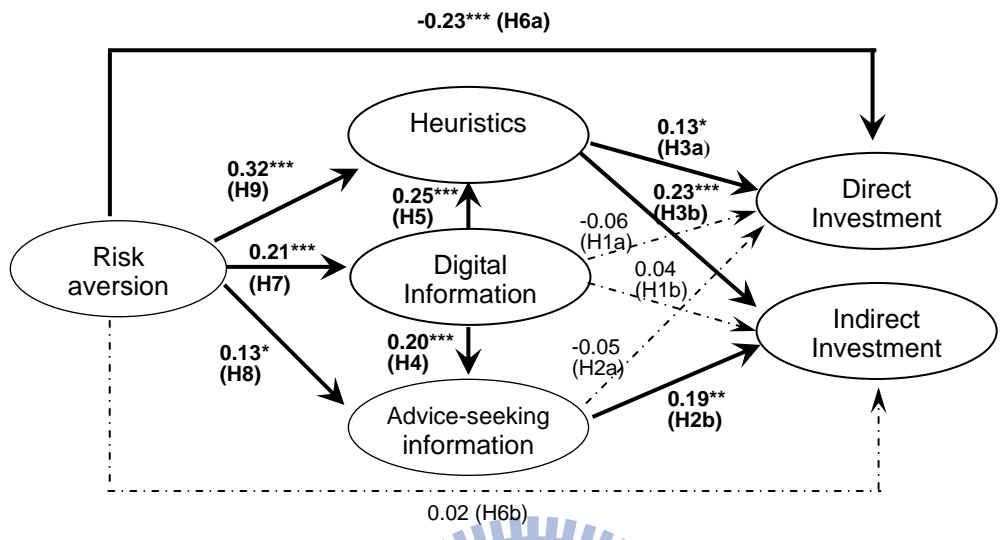 -0.23*** (H6a)
Heuristics
0.13*
(H3a)
0.32***
(H9)
0.25***
(H5)
0.23***
(H3b)
Direct
Investment
-0.06
(H1a)
Risk
aversion
0.21***
(H7)
Digital
Information
0.04
(H1b)
Indirect
Investment
0.13*
(H8)
0.20***
(H4)
-0.05
(H2a)
0.19**
(H2b)
Advice-seeking
information
0.02 (H6b)